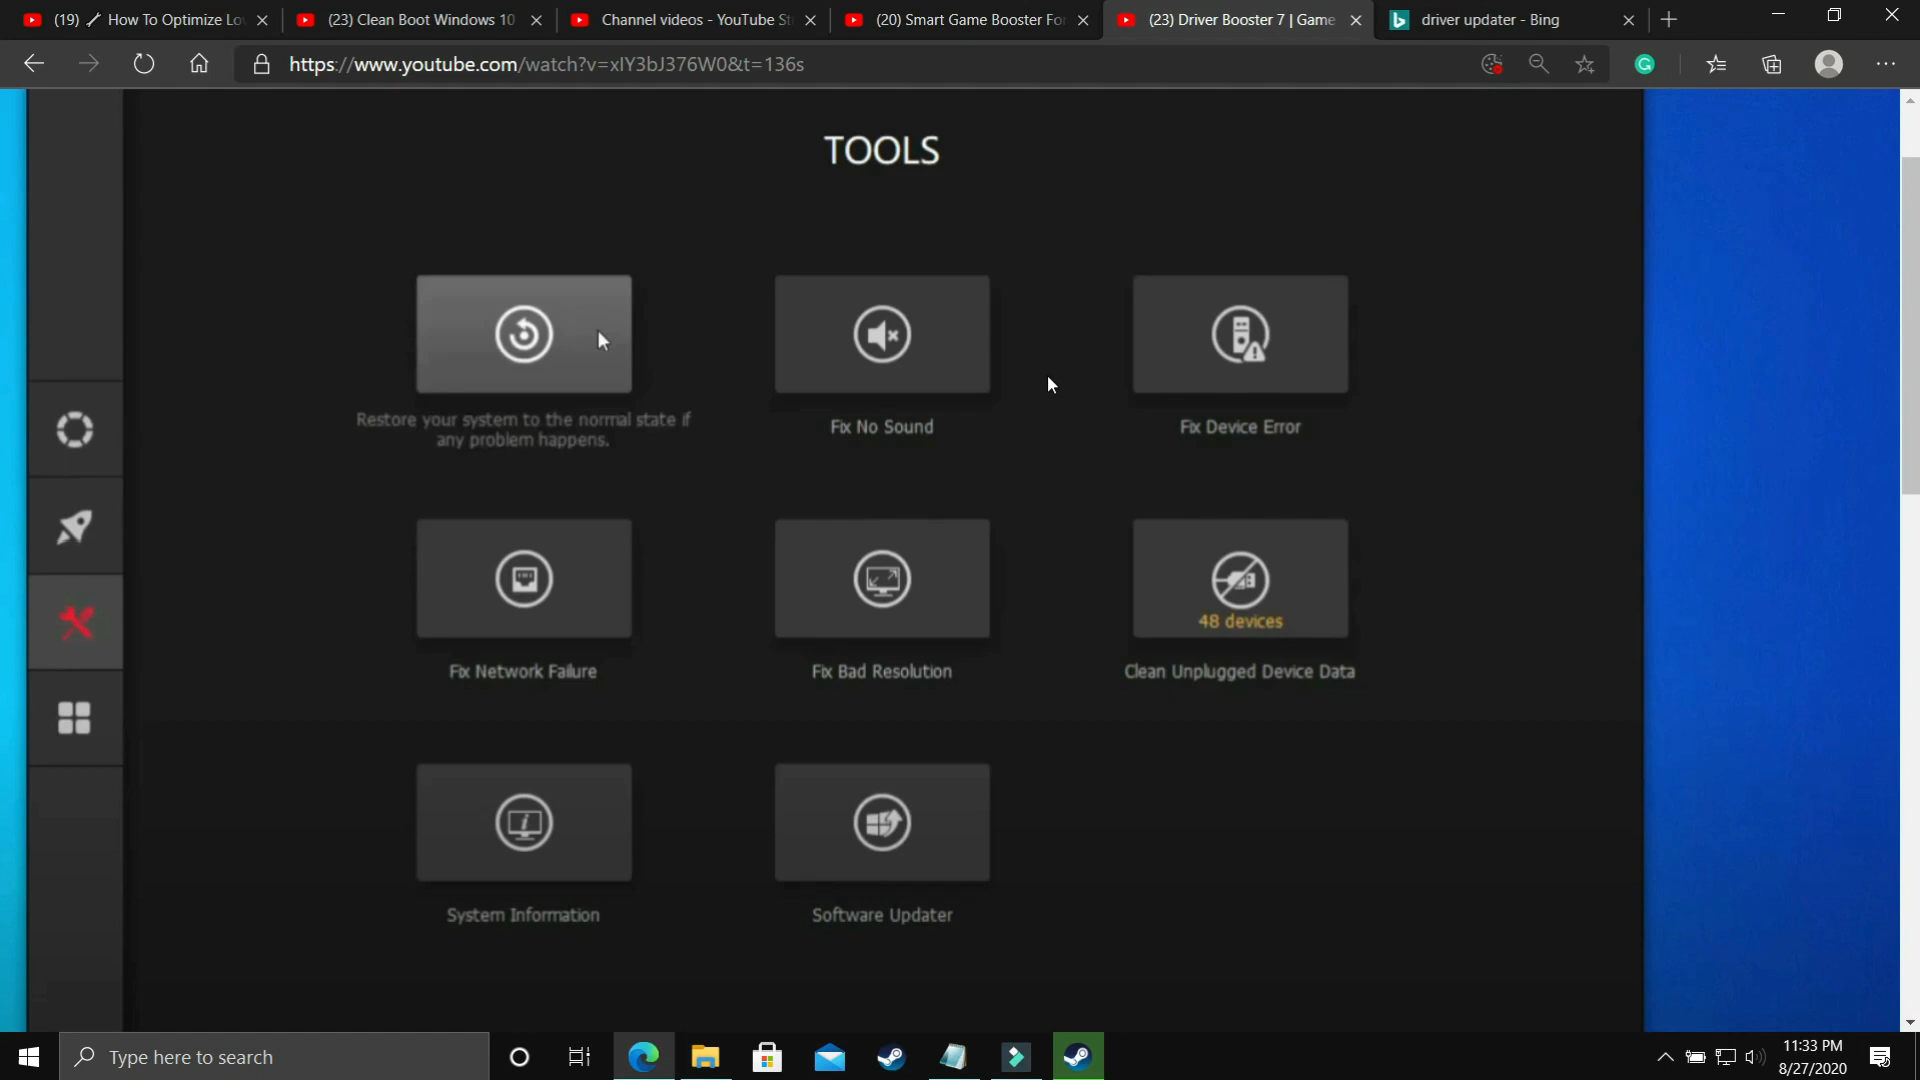 (19) 🔧 How To Optimize Lo
(23) Clean Boot Windows 10
Channel videos - YouTube St
(20) Smart Game Booster Fo
(23) Driver Booster 7 | Game
driver updater - Bing
https://www.youtube.com/watch?v=xIY3bJ376W0&t=136s
TOOLS
Restore your system to the normal state if
any problem happens.
Fix No Sound
Fix Device Error
48 devices
Fix Network Failure
Fix Bad Resolution
Clean Unplugged Device Data
System Information
Software Updater
Type here to search
11:33 PM
8/27/2020